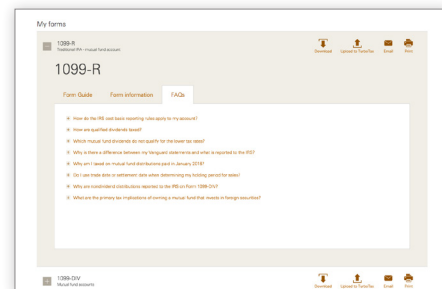 My forms
1099-R
Traditional IRA - mutual fund account
Download
Upload to TurboTax
Email
Print
1099-R
Form Guide
Form Information
FAQs
How do the IRS cost basis reporting rules apply to my account?
How are qualified dividends taxed?
Which mutual fund dividends do not qualify for the lower tax rates?
Why is there a difference between my Vanguard statements and what is reported to the IRS?
Why am I taxed on mutual fund distributions paid in January 2019?
Do I use trade date or settlement date when determining my holding period for sales?
Why are nondividend distributions reported to the IRS on Form 1099-DIV?
What are the primary tax implications of owning a mutual fund that invests in foreign securities?
1099-DIV
Mutual fund accounts
Download
Upload to TurboTax
Email
Print